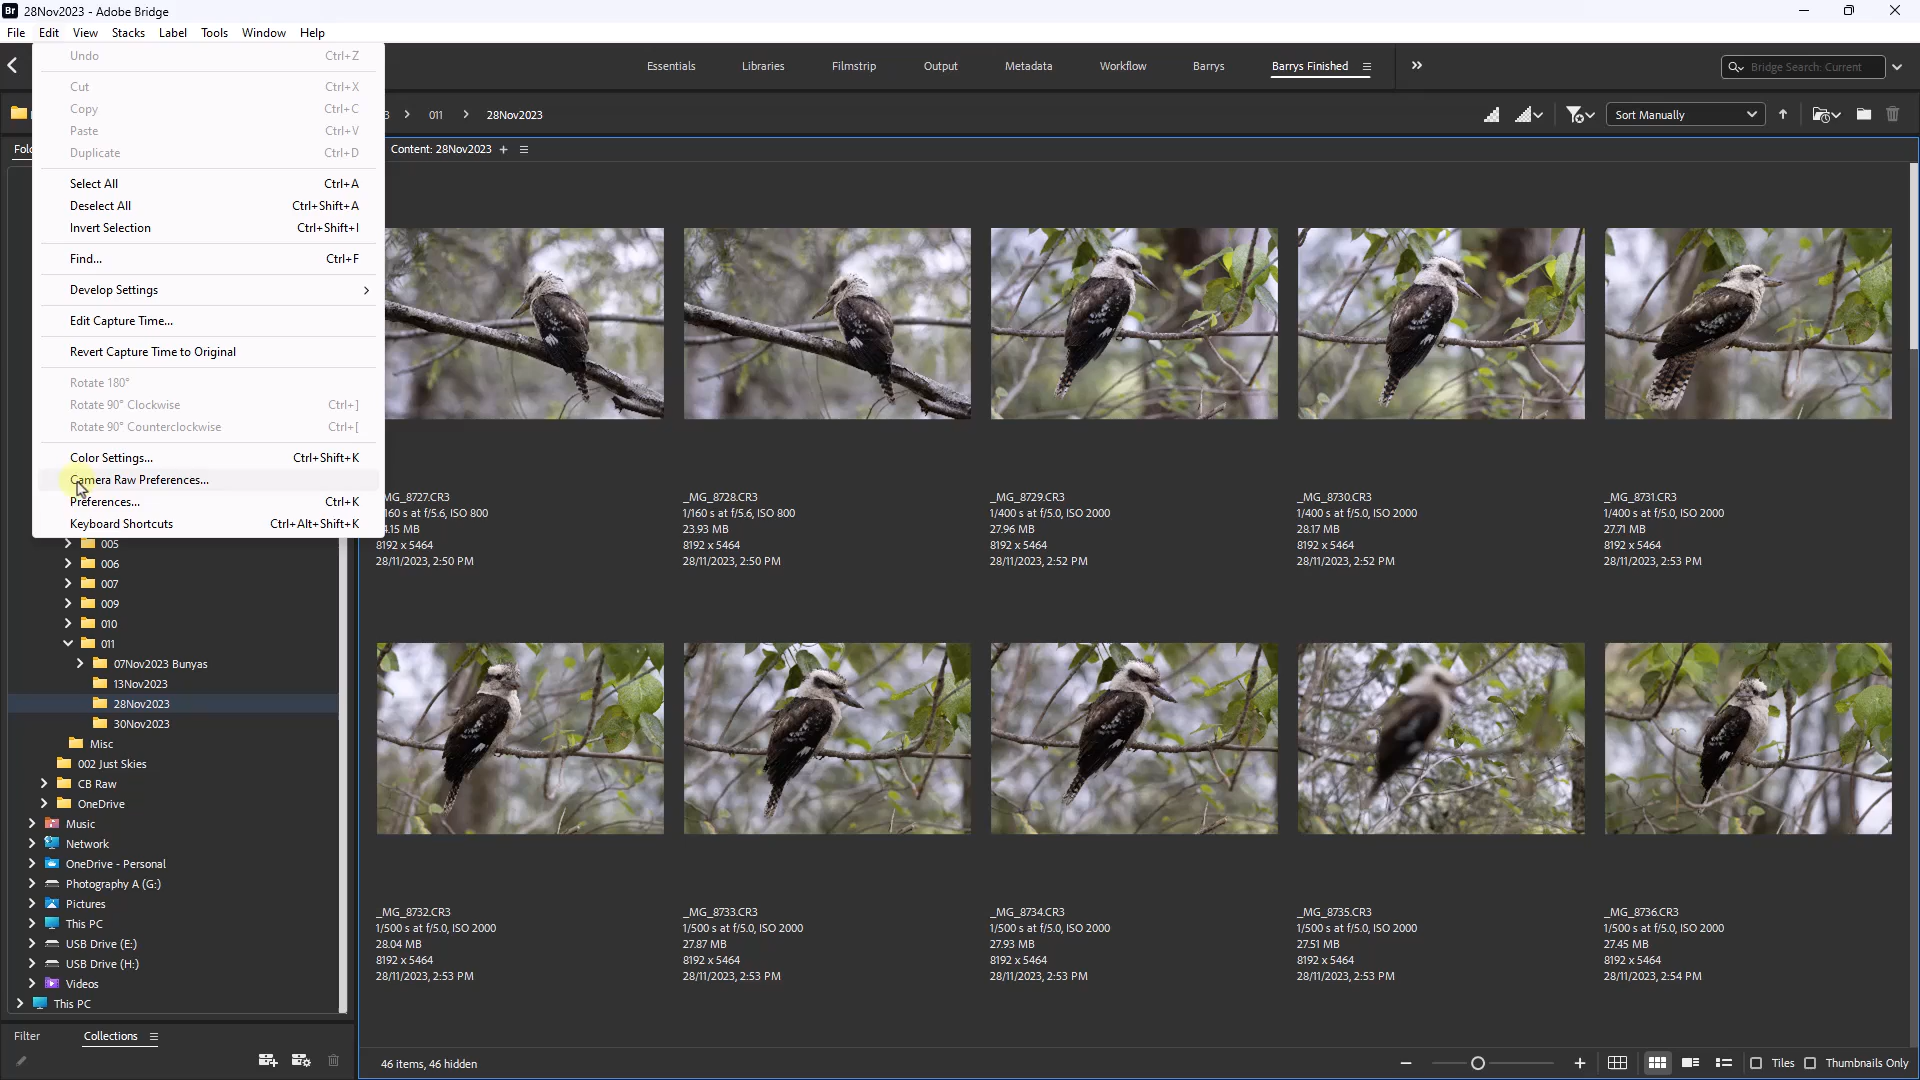 Br 28Nov2023 - Adobe Bridge
File Edit View Stacks Label Tools Window Help
Undo Ctrl+Z
Cut Ctrl+X
Copy Ctrl+C
Paste Ctrl+V
Duplicate Ctrl+D
Select All Ctrl+A
Deselect All Ctrl+Shift+A
Invert Selection Ctrl+Shift+I
Find... Ctrl+F
Develop Settings
Edit Capture Time...
Revert Capture Time to Original
Rotate 180°
Rotate 90° Clockwise Ctrl+]
Rotate 90° Counterclockwise Ctrl+[
Color Settings... Ctrl+Shift+K
Camera Raw Preferences...
Preferences... Ctrl+K
Keyboard Shortcuts Ctrl+Alt+Shift+K
Essentials Libraries Filmstrip Output Metadata Workflow Barrys Barrys Finished
Bridge Search: Current
3 > 011 > 28Nov2023
Sort Manually
Content: 28Nov2023
005
006
007
009
010
011
07Nov2023 Bunyas
13Nov2023
28Nov2023
30Nov2023
Misc
002 Just Skies
CB Raw
OneDrive
Music
Network
OneDrive - Personal
Photography A (G:)
Pictures
This PC
USB Drive (E:)
USB Drive (H:)
Videos
This PC
Filter Collections
MG_8727.CR3
160 s at f/5.6, ISO 800
4.15 MB
8192 x 5464
28/11/2023, 2:50 PM
_MG_8728.CR3
1/160 s at f/5.6, ISO 800
23.93 MB
8192 x 5464
28/11/2023, 2:50 PM
_MG_8729.CR3
1/400 s at f/5.0, ISO 2000
27.96 MB
8192 x 5464
28/11/2023, 2:52 PM
_MG_8730.CR3
1/400 s at f/5.0, ISO 2000
28.17 MB
8192 x 5464
28/11/2023, 2:52 PM
_MG_8731.CR3
1/400 s at f/5.0, ISO 2000
27.71 MB
8192 x 5464
28/11/2023, 2:53 PM
_MG_8732.CR3
1/500 s at f/5.0, ISO 2000
28.04 MB
8192 x 5464
28/11/2023, 2:53 PM
_MG_8733.CR3
1/500 s at f/5.0, ISO 2000
27.87 MB
8192 x 5464
28/11/2023, 2:53 PM
_MG_8734.CR3
1/500 s at f/5.0, ISO 2000
27.93 MB
8192 x 5464
28/11/2023, 2:53 PM
_MG_8735.CR3
1/500 s at f/5.0, ISO 2000
27.51 MB
8192 x 5464
28/11/2023, 2:53 PM
_MG_8736.CR3
1/500 s at f/5.0, ISO 2000
27.45 MB
8192 x 5464
28/11/2023, 2:54 PM
46 items, 46 hidden
Tiles Thumbnails Only